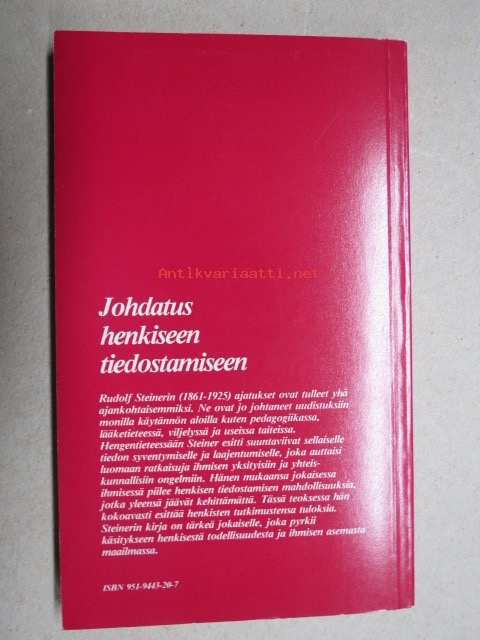 Antikvariaatti.net
Johdatus
henkiseen
tiedostamiseen
Rudolf Steinerin (1861-1925) ajatukset ovat tulleet yhä
ajankohtaisemmiksi. Ne ovat jo johtaneet uudistuksiin
monilla käytännön aloilla kuten pedagogiikassa,
lääketieteessä, viljelyssä ja useissa taiteissa.
Hengentieteessään Steiner esitti suuntaviivat sellaiselle
tiedon syventymiselle ja laajentumiselle, joka auttaisi
luomaan ratkaisuja ihmisen yksityisiin ja yhteis-
kunnallisiin ongelmiin. Hänen mukaansa jokaisessa
ihmisessä piilee henkisen tiedostamisen mahdollisuuksia,
jotka yleensä jäävät kehittämättä. Tässä teoksessa hän
kokoavasti esittää henkisten tutkimustensa tuloksia.
Steinerin kirja on tärkeä jokaiselle, joka pyrkii
käsitykseen henkisestä todellisuudesta ja ihmisen asemasta
maailmassa.
ISBN 951-9443-20-7